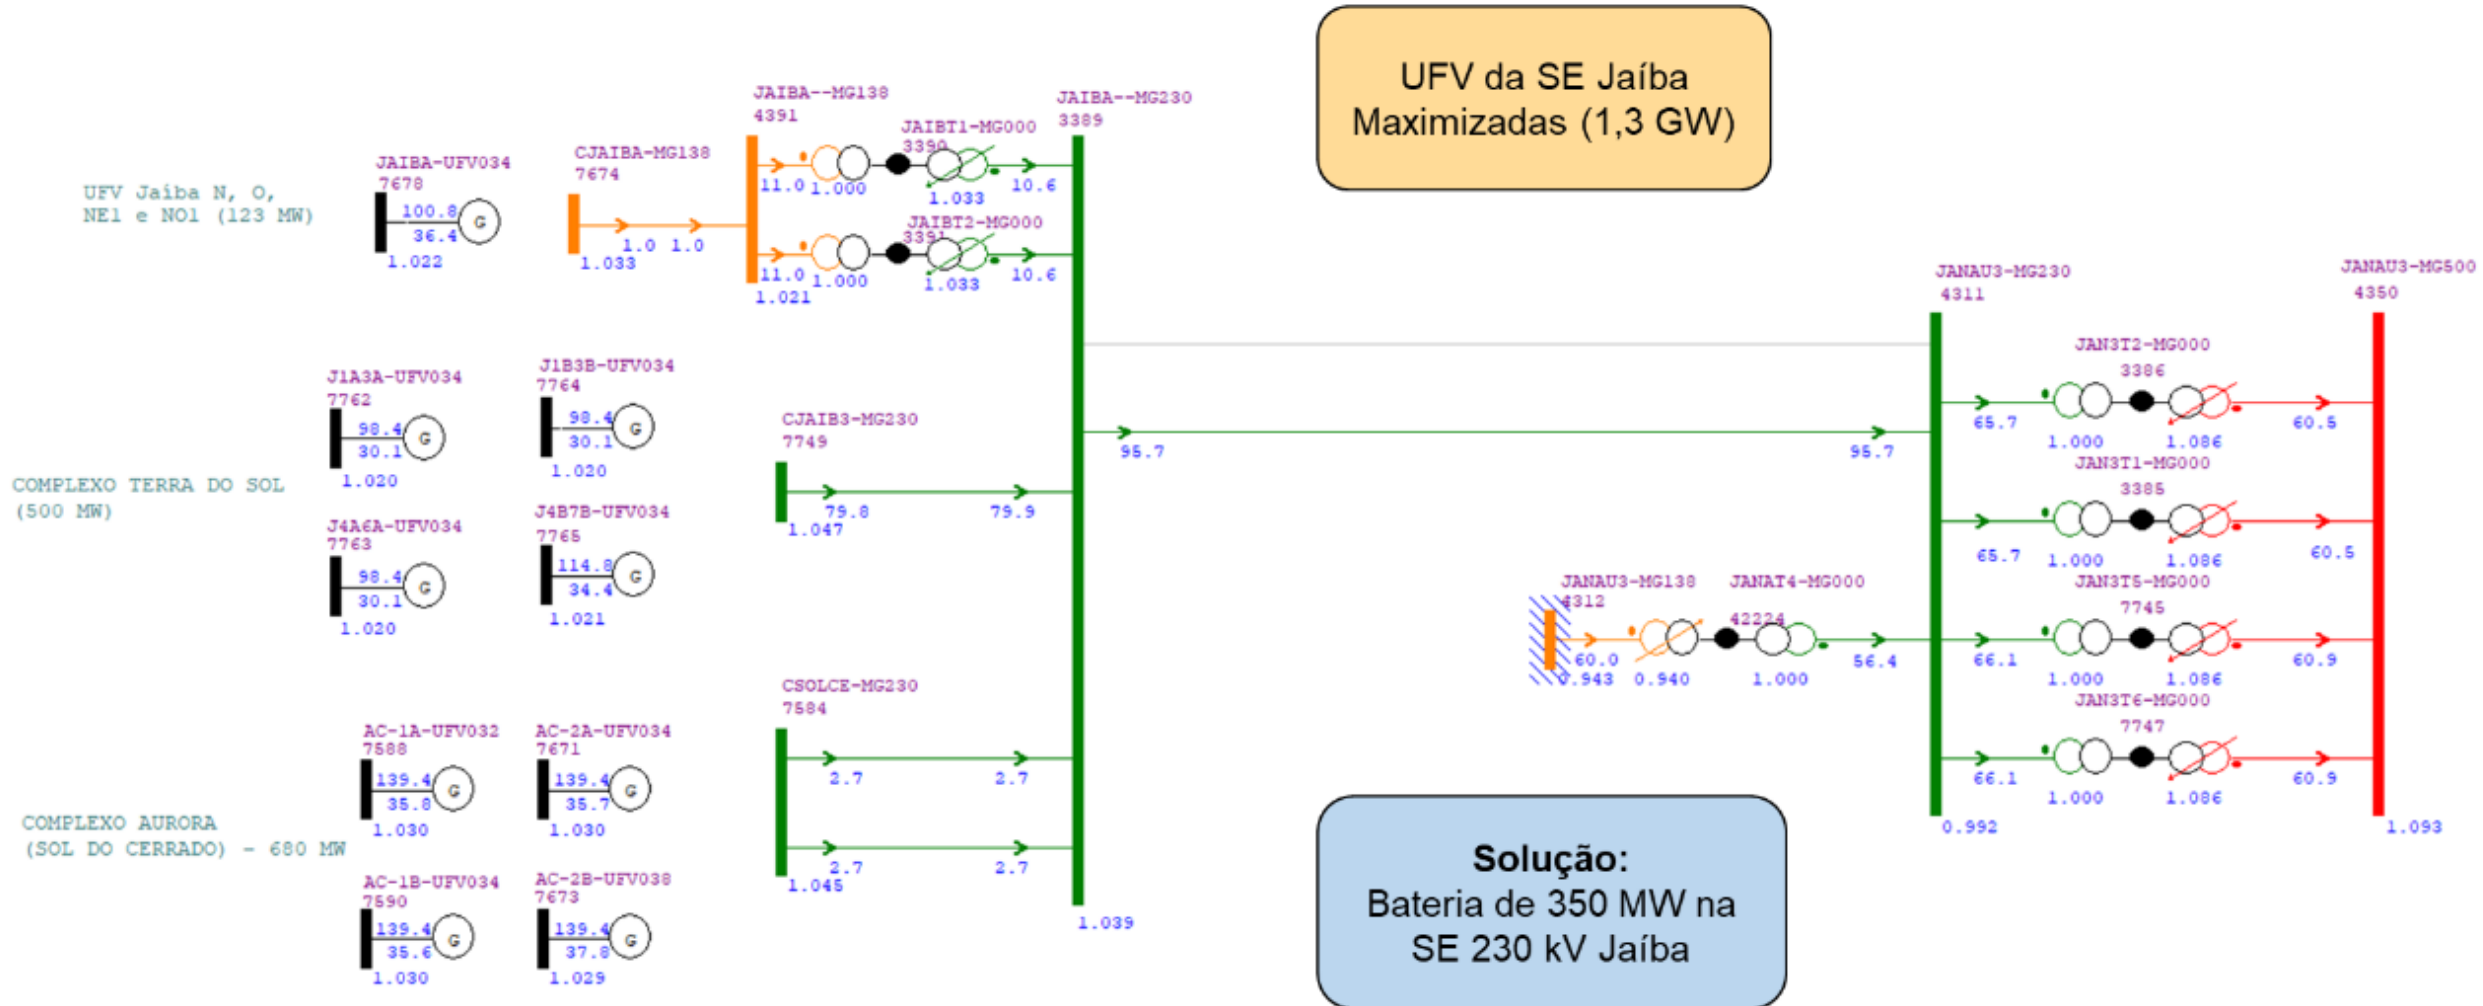 UFV da SE Jaíba
Maximizadas (1,3 GW)
JAIBA--MG138
4391
JAIBA--MG230
3389
JAIBT1-MG000
3390
CJAIBA-MG138
7674
JAIBA-UFV034
7678
UFV Jaíba N, O,
NE1 e NO1 (123 MW)
100.8
36.4
G
1.022
1.0 1.0
1.033
11.0 1.000
1.033
10.6
JAIBT2-MG000
3391
11.0 1.000
1.033
10.6
1.021
JANAU3-MG230
4311
JANAU3-MG500
4350
JAN3T2-MG000
3386
65.7
1.000
1.086
60.5
JAN3T1-MG000
3385
65.7
1.000
1.086
60.5
JAN3T5-MG000
7745
66.1
1.000
1.086
60.9
JAN3T6-MG000
7747
66.1
1.000
1.086
60.9
0.992
1.093
95.7
95.7
JANAU3-MG138
4312
JANAT4-MG000
42224
60.0
56.4
0.943
0.940
1.000
J1A3A-UFV034
7762
98.4
30.1
G
1.020
J1B3B-UFV034
7764
98.4
30.1
G
1.020
CJAIB3-MG230
7749
79.8
79.9
1.047
COMPLEXO TERRA DO SOL
(500 MW)
J4A6A-UFV034
7763
98.4
30.1
G
1.020
J4B7B-UFV034
7765
114.8
34.4
G
1.021
CSOLCE-MG230
7584
2.7
2.7
2.7
2.7
1.045
1.039
AC-1A-UFV032
7588
139.4
35.8
G
1.030
AC-2A-UFV034
7671
139.4
35.7
G
1.030
COMPLEXO AURORA
(SOL DO CERRADO) - 680 MW
AC-1B-UFV034
7590
139.4
35.6
G
1.030
AC-2B-UFV038
7673
139.4
37.8
G
1.029
Solução:
Bateria de 350 MW na
SE 230 kV Jaíba